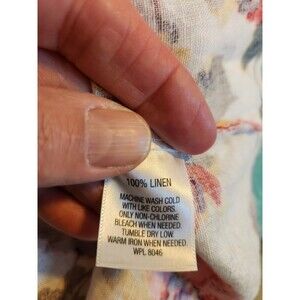 100% LINEN
MACHINE WASH COLD
WITH LIKE COLORS.
ONLY NON-CHLORINE
BLEACH WHEN NEEDED.
TUMBLE DRY LOW.
WARM IRON WHEN NEEDED.
WPL 8046